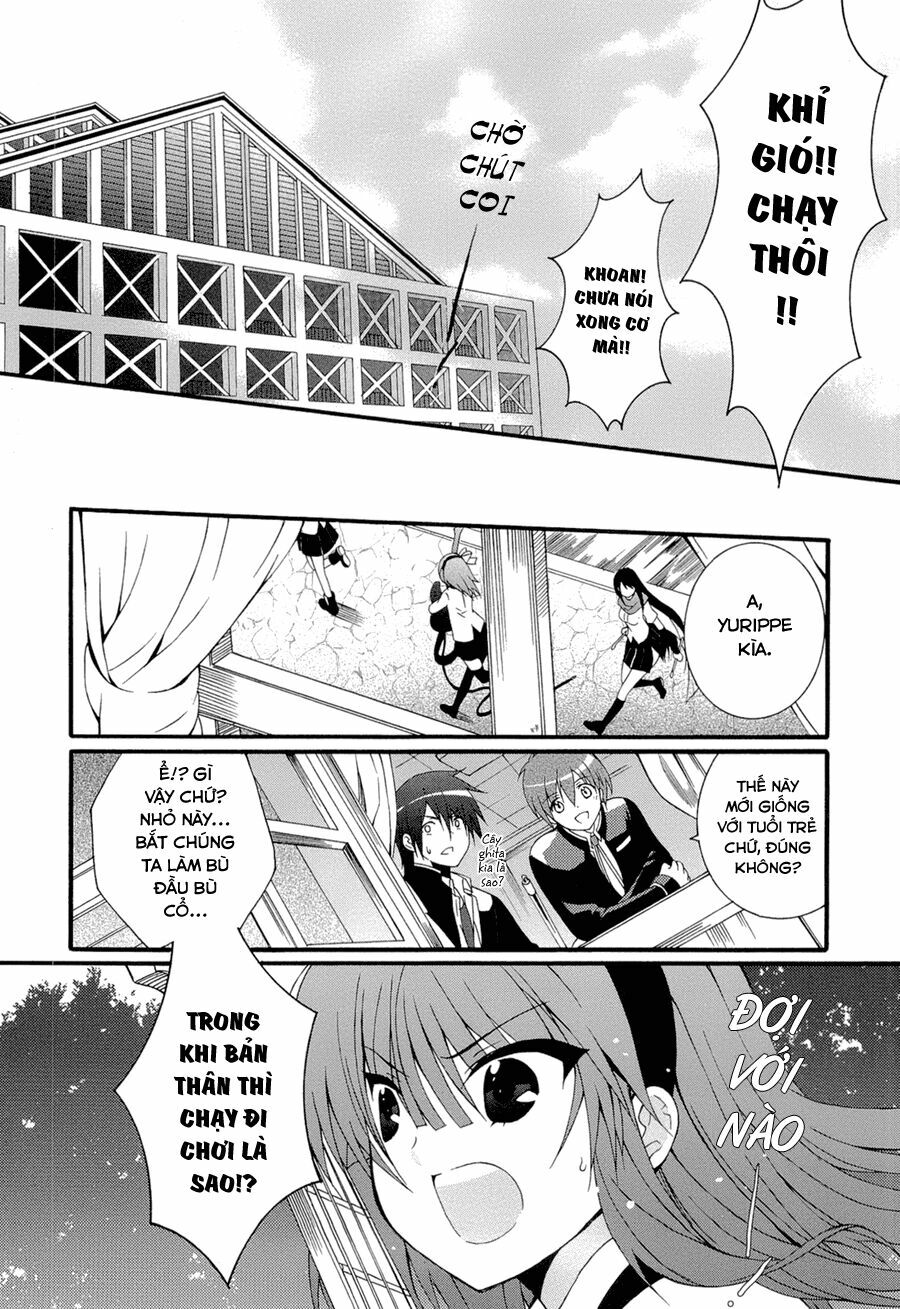 KHỈ
GIÓ!!
CHẠY
THÔI
!!
KHOAN!
CHƯA NÓI
XONG CƠ
MÀ!!
CHỜ
CHÚT
COI
A,
YURIPPE
KÌA.
THẾ NÀY
MỚI GIỐNG
VỚI TUỔI TRẺ
CHỨ, ĐÚNG
KHÔNG?
Cây
ghita
kia là
sao?
Ể!? GÌ
VẬY CHỨ?
NHỎ NÀY...
BẮT CHÚNG
TA LÀM BÙ
ĐẦU BÙ
CỔ...
ĐỢI
VỚI
NÀO
TRONG
KHI BẢN
THÂN THÌ
CHẠY ĐI
CHƠI LÀ
SAO!?